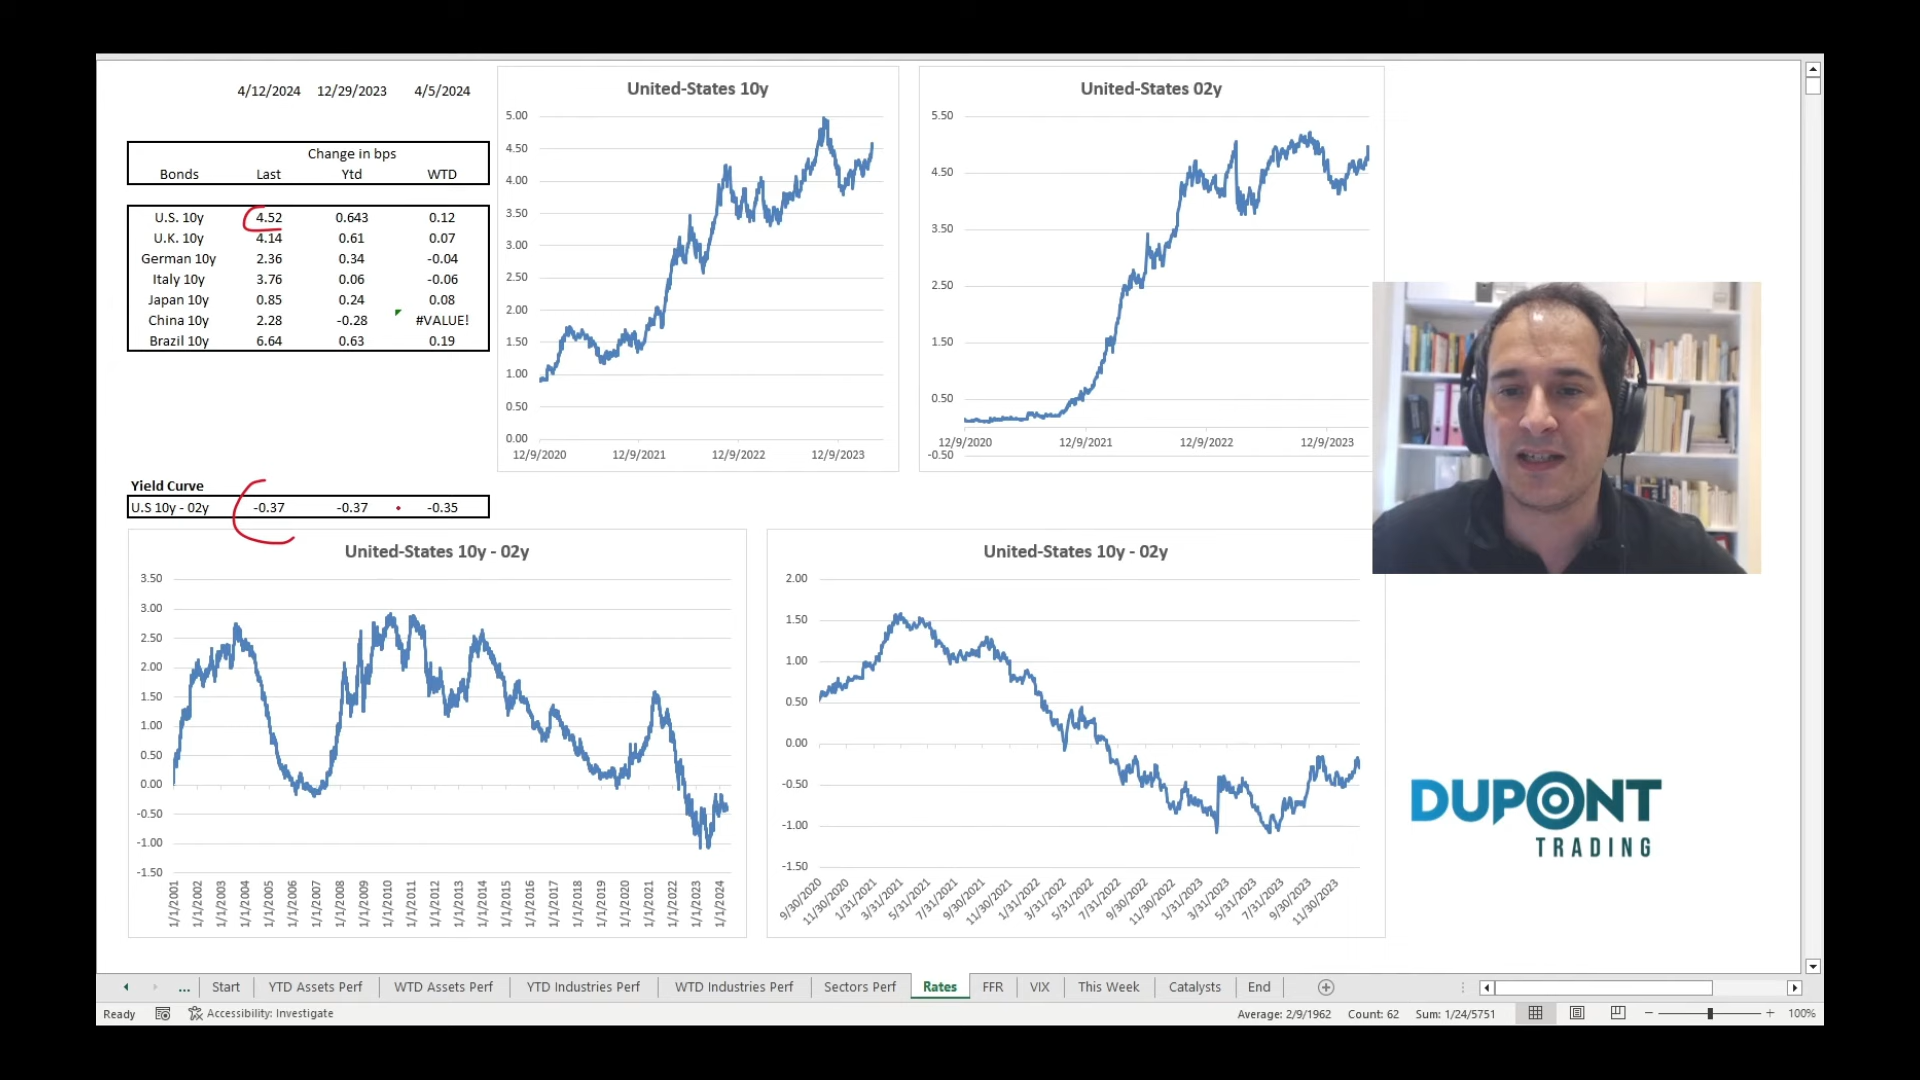 4/12/2024 12/29/2023 4/5/2024
Change in bps
Bonds Last Ytd WTD
U.S. 10y 4.52 0.643 0.12
U.K. 10y 4.14 0.61 0.07
German 10y 2.36 0.34 -0.04
Italy 10y 3.76 0.06 -0.06
Japan 10y 0.85 0.24 0.08
China 10y 2.28 -0.28 #VALUE!
Brazil 10y 6.64 0.63 0.19
United-States 10y
5.00
4.50
4.00
3.50
3.00
2.50
2.00
1.50
1.00
0.50
0.00
12/9/2020 12/9/2021 12/9/2022 12/9/2023
United-States 02y
5.50
4.50
3.50
2.50
1.50
0.50
12/9/2020 12/9/2021 12/9/2022 12/9/2023
-0.50
Yield Curve
U.S 10y - 02y -0.37 -0.37 -0.35
United-States 10y - 02y
3.50
3.00
2.50
2.00
1.50
1.00
0.50
0.00
-0.50
-1.00
-1.50
1/1/2001 1/1/2002 1/1/2003 1/1/2004 1/1/2005 1/1/2006 1/1/2007 1/1/2008 1/1/2009 1/1/2010 1/1/2011 1/1/2012 1/1/2013 1/1/2014 1/1/2015 1/1/2016 1/1/2017 1/1/2018 1/1/2019 1/1/2020 1/1/2021 1/1/2022 1/1/2023 1/1/2024
United-States 10y - 02y
2.00
1.50
1.00
0.50
0.00
-0.50
-1.00
-1.50
9/30/2020 11/30/2020 1/31/2021 3/31/2021 5/31/2021 7/31/2021 9/30/2021 11/30/2021 1/31/2022 3/31/2022 5/31/2022 7/31/2022 9/30/2022 11/30/2022 1/31/2023 3/31/2023 5/31/2023 7/31/2023 9/30/2023 11/30/2023
DUPONT
TRADING
... Start YTD Assets Perf WTD Assets Perf YTD Industries Perf WTD Industries Perf Sectors Perf Rates FFR VIX This Week Catalysts End
Ready Accessibility: Investigate Average: 2/9/1962 Count: 62 Sum: 1/24/5751 100%